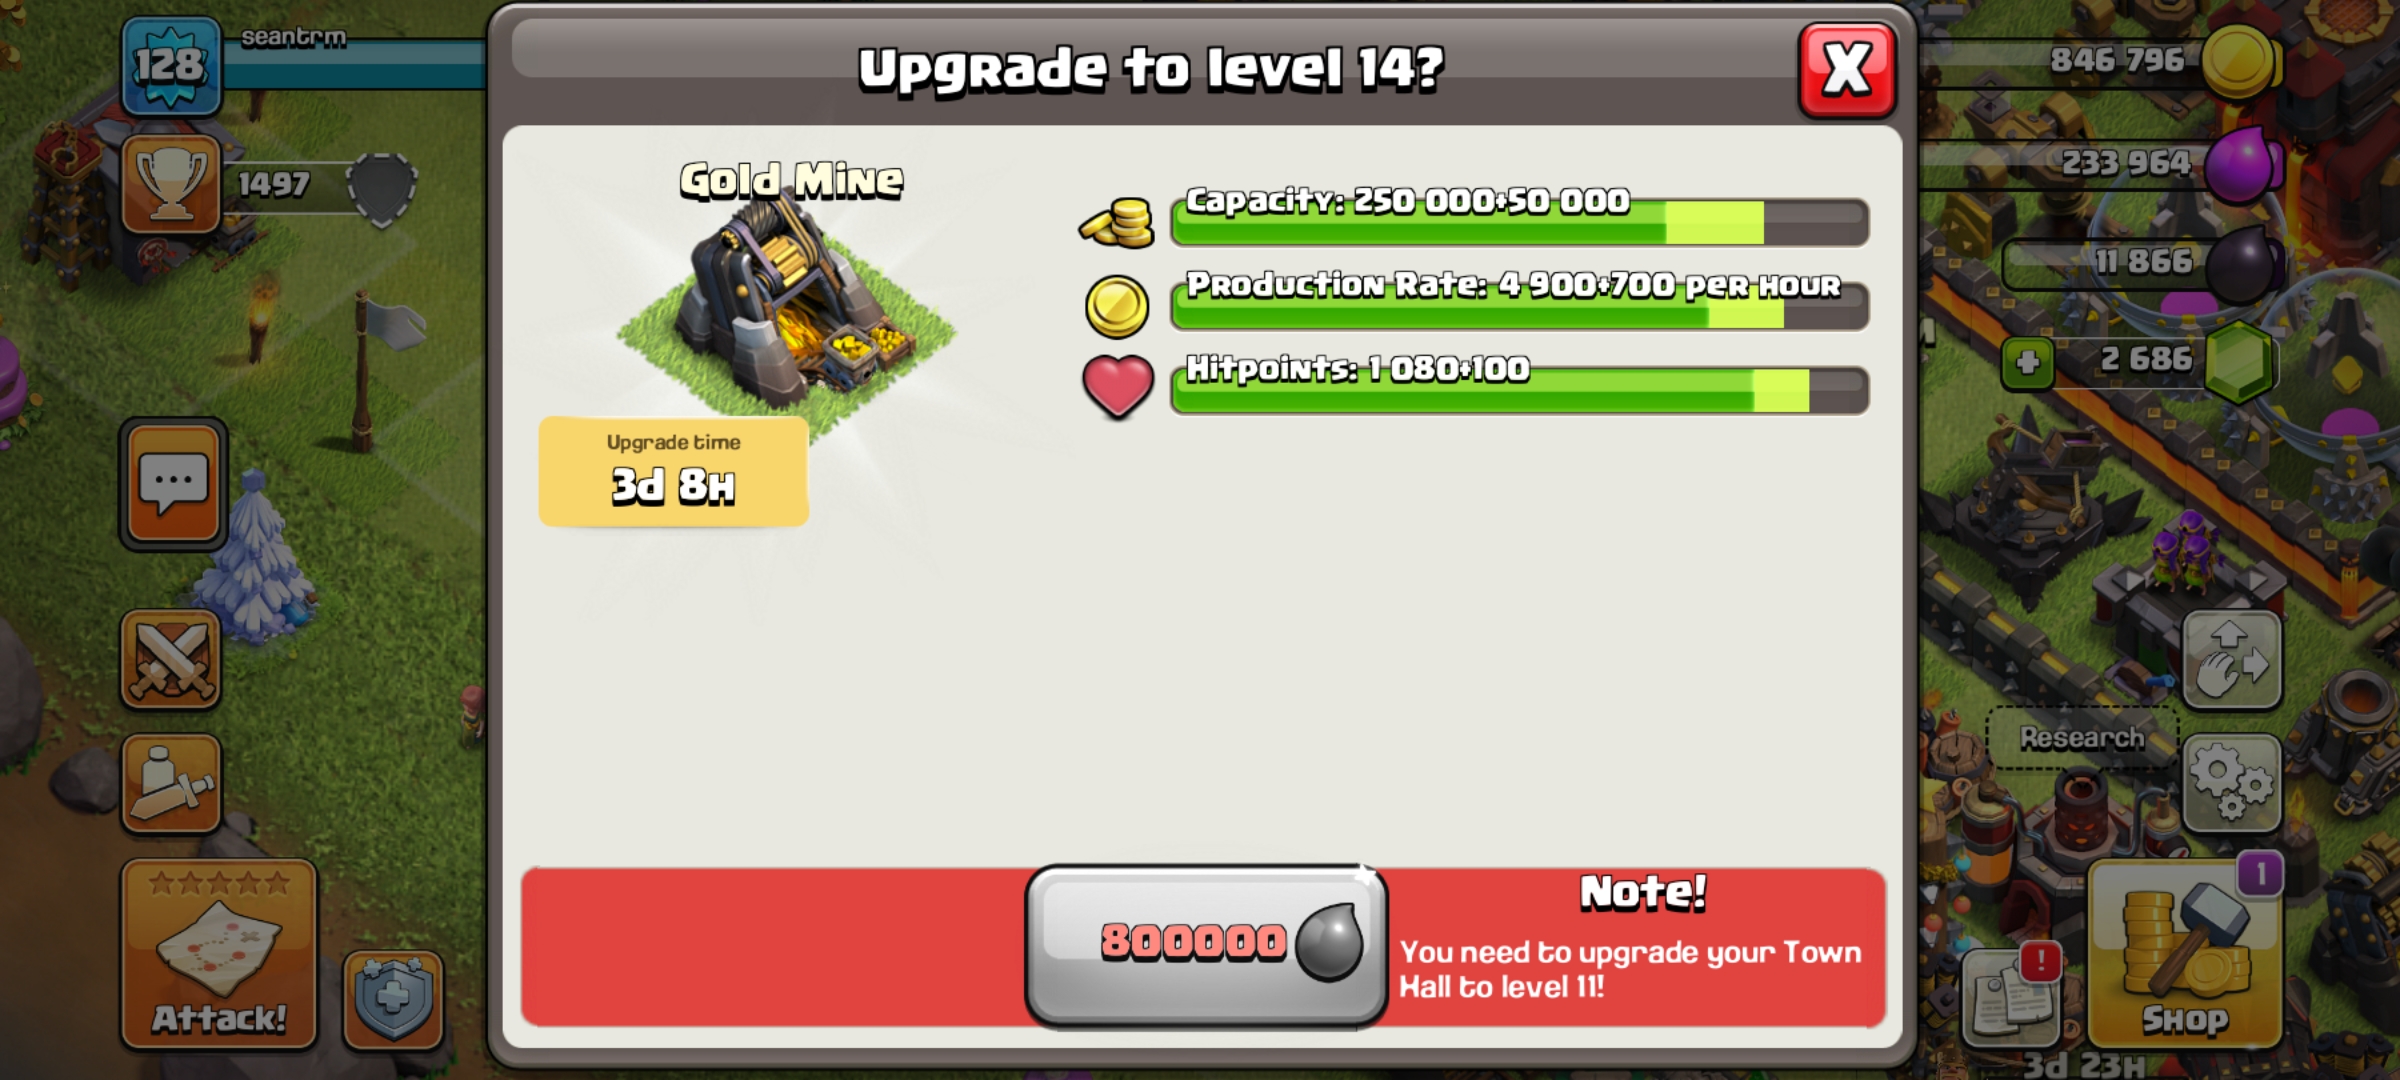 128
seantrm
1497
Attack!
Upgrade to level 14?
X
Gold Mine
Upgrade time
3d 8H
Capacity: 250 000+50 000
Production Rate: 4 900+700 per hour
Hitpoints: 1 080+100
800000
Note!
You need to upgrade your Town
Hall to level 11!
846 796
233 964
11 866
2 686
Research
1
!
Shop
3d 23H